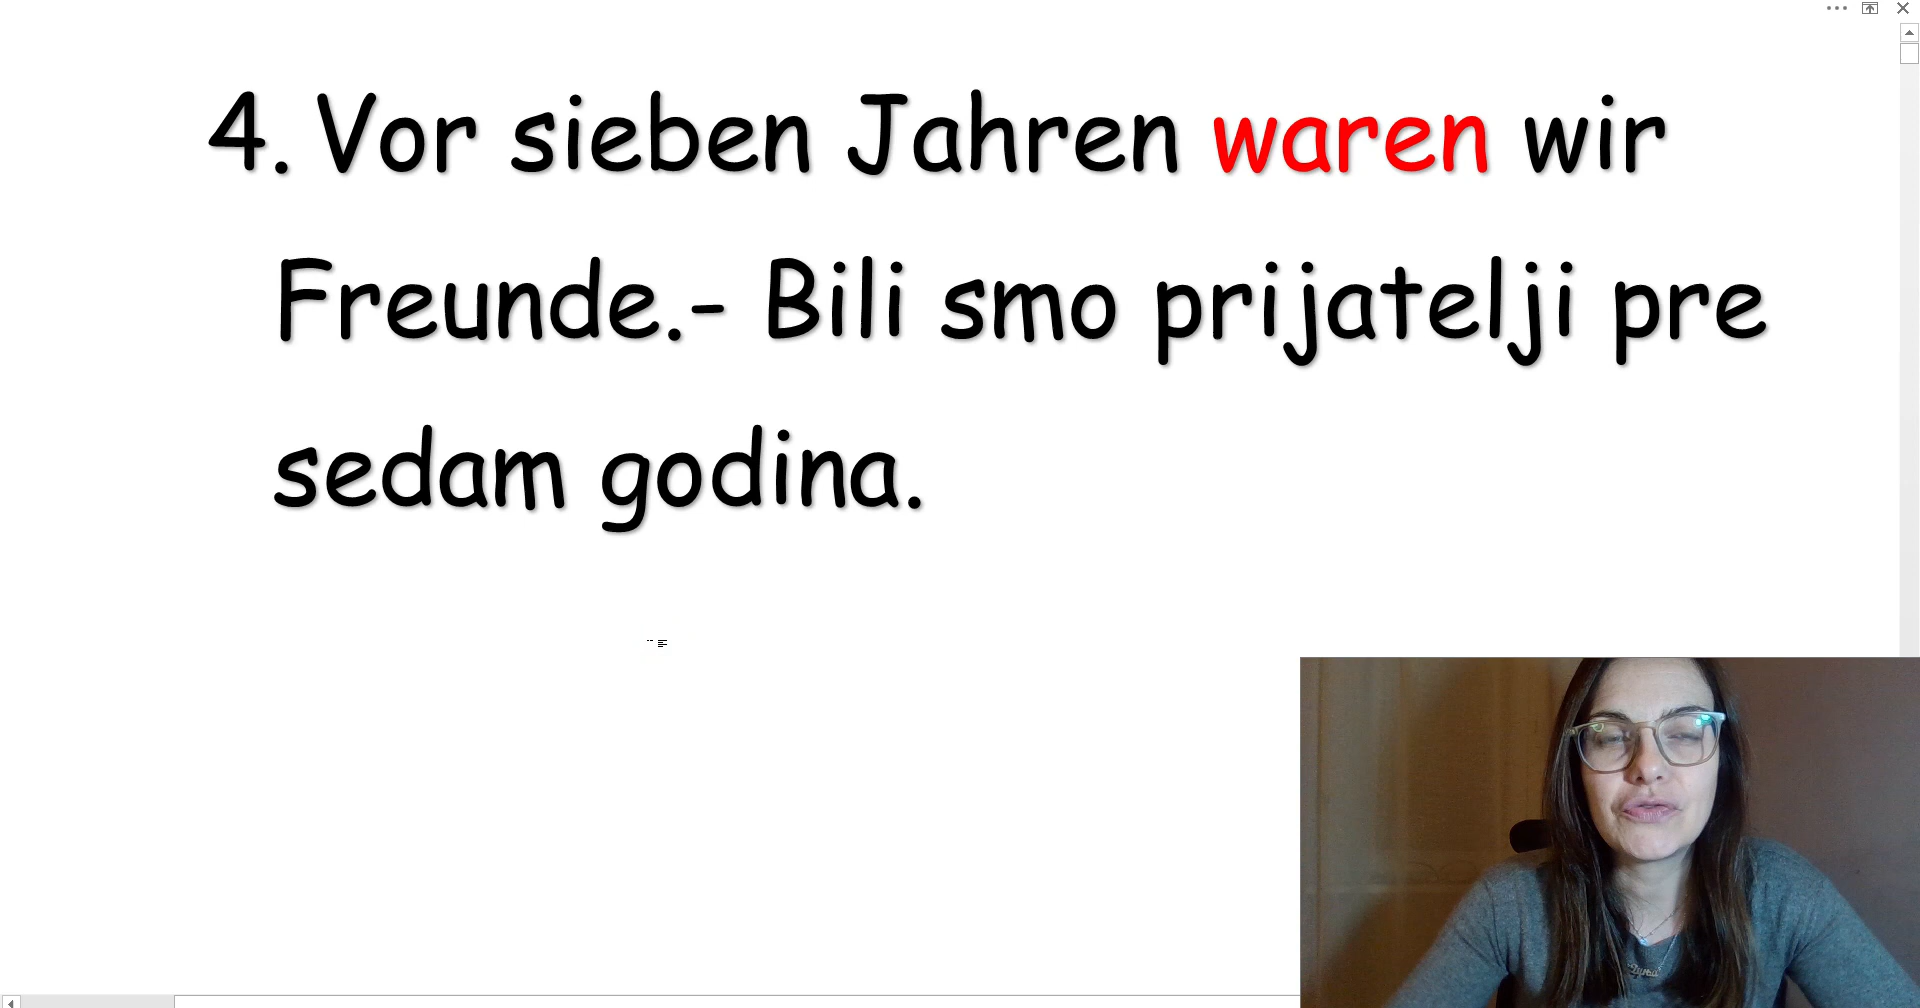 4. Vor sieben Jahren waren wir
Freunde.- Bili smo prijatelji pre
sedam godina.